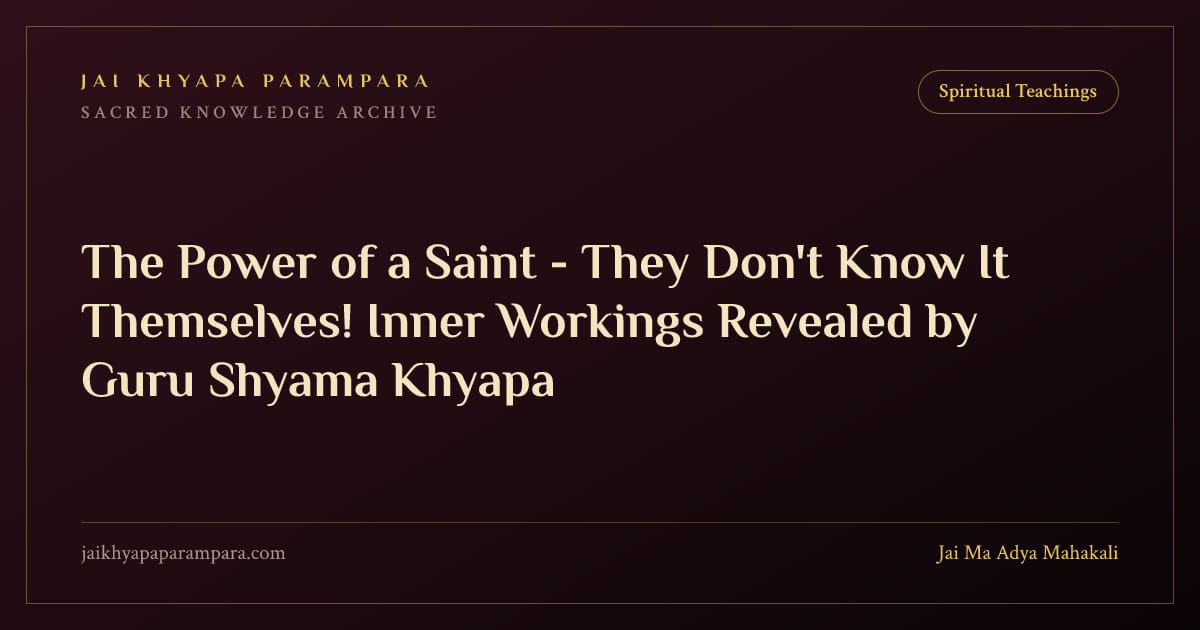 JAI KHYAPA PARAMPARA
SACRED KNOWLEDGE ARCHIVE
Spiritual Teachings
The Power of a Saint - They Don't Know It
Themselves! Inner Workings Revealed by
Guru Shyama Khyapa
jaikhyapaparampara.com
Jai Ma Adya Mahakali